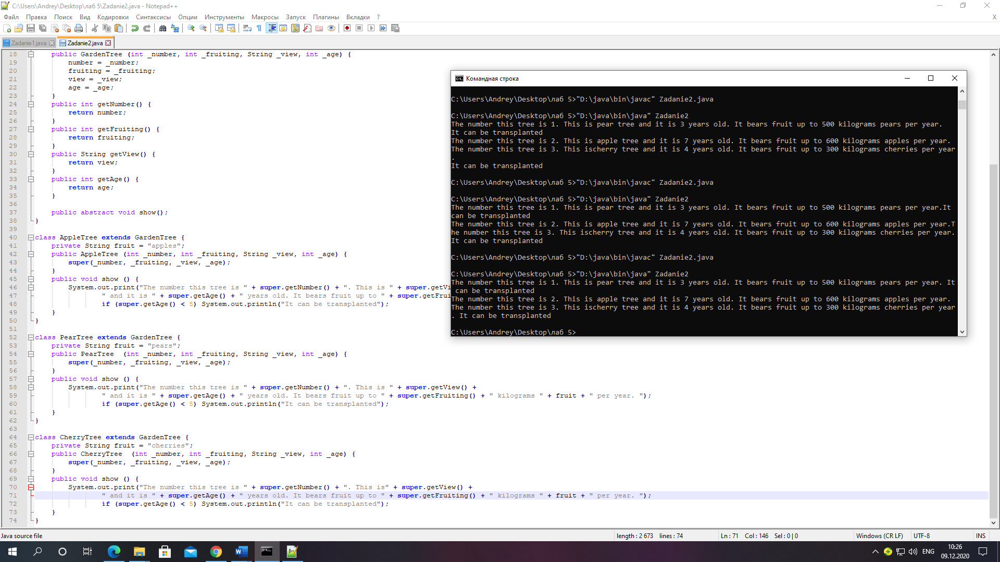 C:\Users\Andrey\Desktop\лаб 5\Zadanie2.java - Notepad++
Файл Правка Поиск Вид Кодировки Синтаксисы Опции Инструменты Макросы Запуск Плагины Вкладки ? X
Zadanie1.java Zadanie2.java
18 public GardenTree (int _number, int _fruiting, String _view, int _age) {
19 number = _number;
20 fruiting = _fruiting;
21 view = _view;
22 age = _age;
23 }
24 public int getNumber() {
25 return number;
26 }
27 public int getFruiting() {
28 return fruiting;
29 }
30 public String getView() {
31 return view;
32 }
33 public int getAge() {
34 return age;
35 }
36
37 public abstract void show();
38 }
39
40 class AppleTree extends GardenTree {
41 private String fruit = "apples";
42 public AppleTree (int _number, int _fruiting, String _view, int _age) {
43 super(_number, _fruiting, _view, _age);
44 }
45 public void show () {
46 System.out.print("The number this tree is " + super.getNumber() + ". This is " + super.getVi
47 " and it is " + super.getAge() + " years old. It bears fruit up to " + super.getFrui
48 if (super.getAge() < 5) System.out.println("It can be transplanted");
49 }
50 }
51
52 class PearTree extends GardenTree {
53 private String fruit = "pears";
54 public PearTree  (int _number, int _fruiting, String _view, int _age) {
55 super(_number, _fruiting, _view, _age);
56 }
57 public void show () {
58 System.out.print("The number this tree is " + super.getNumber() + ". This is " + super.getView() +
59 " and it is " + super.getAge() + " years old. It bears fruit up to " + super.getFruiting() + " kilograms " + fruit + " per year. ");
60 if (super.getAge() < 5) System.out.println("It can be transplanted");
61 }
62 }
63
64 class CherryTree extends GardenTree {
65 private String fruit = "cherries";
66 public CherryTree  (int _number, int _fruiting, String _view, int _age) {
67 super(_number, _fruiting, _view, _age);
68 }
69 public void show () {
70 System.out.print("The number this tree is " + super.getNumber() + ". This is" + super.getView() +
71 " and it is " + super.getAge() + " years old. It bears fruit up to " + super.getFruiting() + " kilograms " + fruit + " per year. ");
72 if (super.getAge() < 5) System.out.println("It can be transplanted");
73 }
74 }
Командная строка
C:\Users\Andrey\Desktop\лаб 5>"D:\java\bin\javac" Zadanie2.java
C:\Users\Andrey\Desktop\лаб 5>"D:\java\bin\java" Zadanie2
The number this tree is 1. This is pear tree and it is 3 years old. It bears fruit up to 500 kilograms pears per year.
It can be transplanted
The number this tree is 2. This is apple tree and it is 7 years old. It bears fruit up to 600 kilograms apples per year.
The number this tree is 3. This ischerry tree and it is 4 years old. It bears fruit up to 300 kilograms cherries per year
.
It can be transplanted
C:\Users\Andrey\Desktop\лаб 5>"D:\java\bin\javac" Zadanie2.java
C:\Users\Andrey\Desktop\лаб 5>"D:\java\bin\java" Zadanie2
The number this tree is 1. This is pear tree and it is 3 years old. It bears fruit up to 500 kilograms pears per year.It
can be transplanted
The number this tree is 2. This is apple tree and it is 7 years old. It bears fruit up to 600 kilograms apples per year.T
he number this tree is 3. This ischerry tree and it is 4 years old. It bears fruit up to 300 kilograms cherries per year.
It can be transplanted
C:\Users\Andrey\Desktop\лаб 5>"D:\java\bin\javac" Zadanie2.java
C:\Users\Andrey\Desktop\лаб 5>"D:\java\bin\java" Zadanie2
The number this tree is 1. This is pear tree and it is 3 years old. It bears fruit up to 500 kilograms pears per year. It
can be transplanted
The number this tree is 2. This is apple tree and it is 7 years old. It bears fruit up to 600 kilograms apples per year.
The number this tree is 3. This ischerry tree and it is 4 years old. It bears fruit up to 300 kilograms cherries per year
. It can be transplanted
C:\Users\Andrey\Desktop\лаб 5>
Java source file length : 2 673 lines : 74 Ln : 71 Col : 146 Sel : 0 | 0 Windows (CR LF) UTF-8 INS
ENG 10:26
09.12.2020